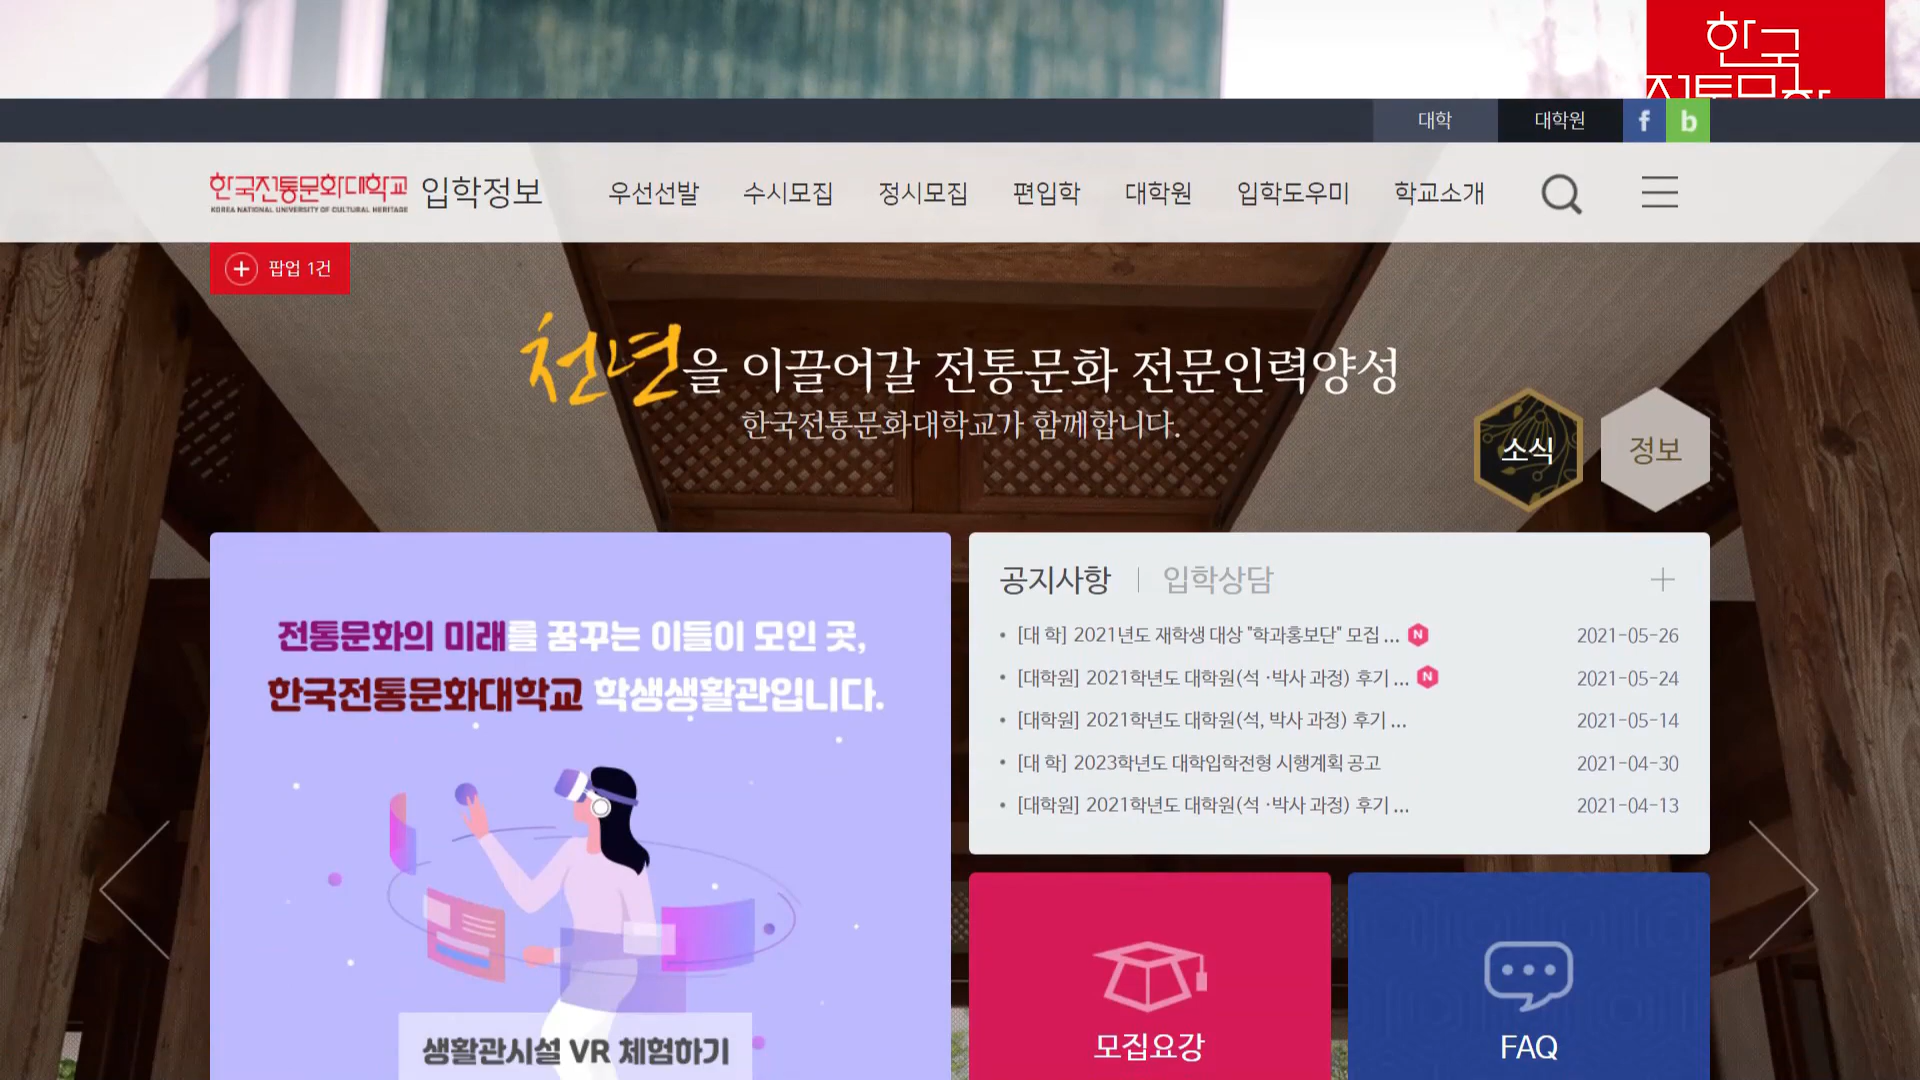 한국
전통문화
대학
대학원
f
b
한국전통문화대학교
KOREA NATIONAL UNIVERSITY OF CULTURAL HERITAGE
입학정보
우선선발
수시모집
정시모집
편입학
대학원
입학도우미
학교소개
팝업 1건
천년을 이끌어갈 전통문화 전문인력양성
한국전통문화대학교가 함께합니다.
소식
정보
전통문화의 미래를 꿈꾸는 이들이 모인 곳,
한국전통문화대학교 학생생활관입니다.
생활관시설 VR 체험하기
공지사항
입학상담
[대 학] 2021년도 재학생 대상 "학과홍보단" 모집 ... N 2021-05-26
[대학원] 2021학년도 대학원(석 ·박사 과정) 후기 ... N 2021-05-24
[대학원] 2021학년도 대학원(석, 박사 과정) 후기 ... 2021-05-14
[대 학] 2023학년도 대학입학전형 시행계획 공고 2021-04-30
[대학원] 2021학년도 대학원(석 ·박사 과정) 후기 ... 2021-04-13
모집요강
FAQ